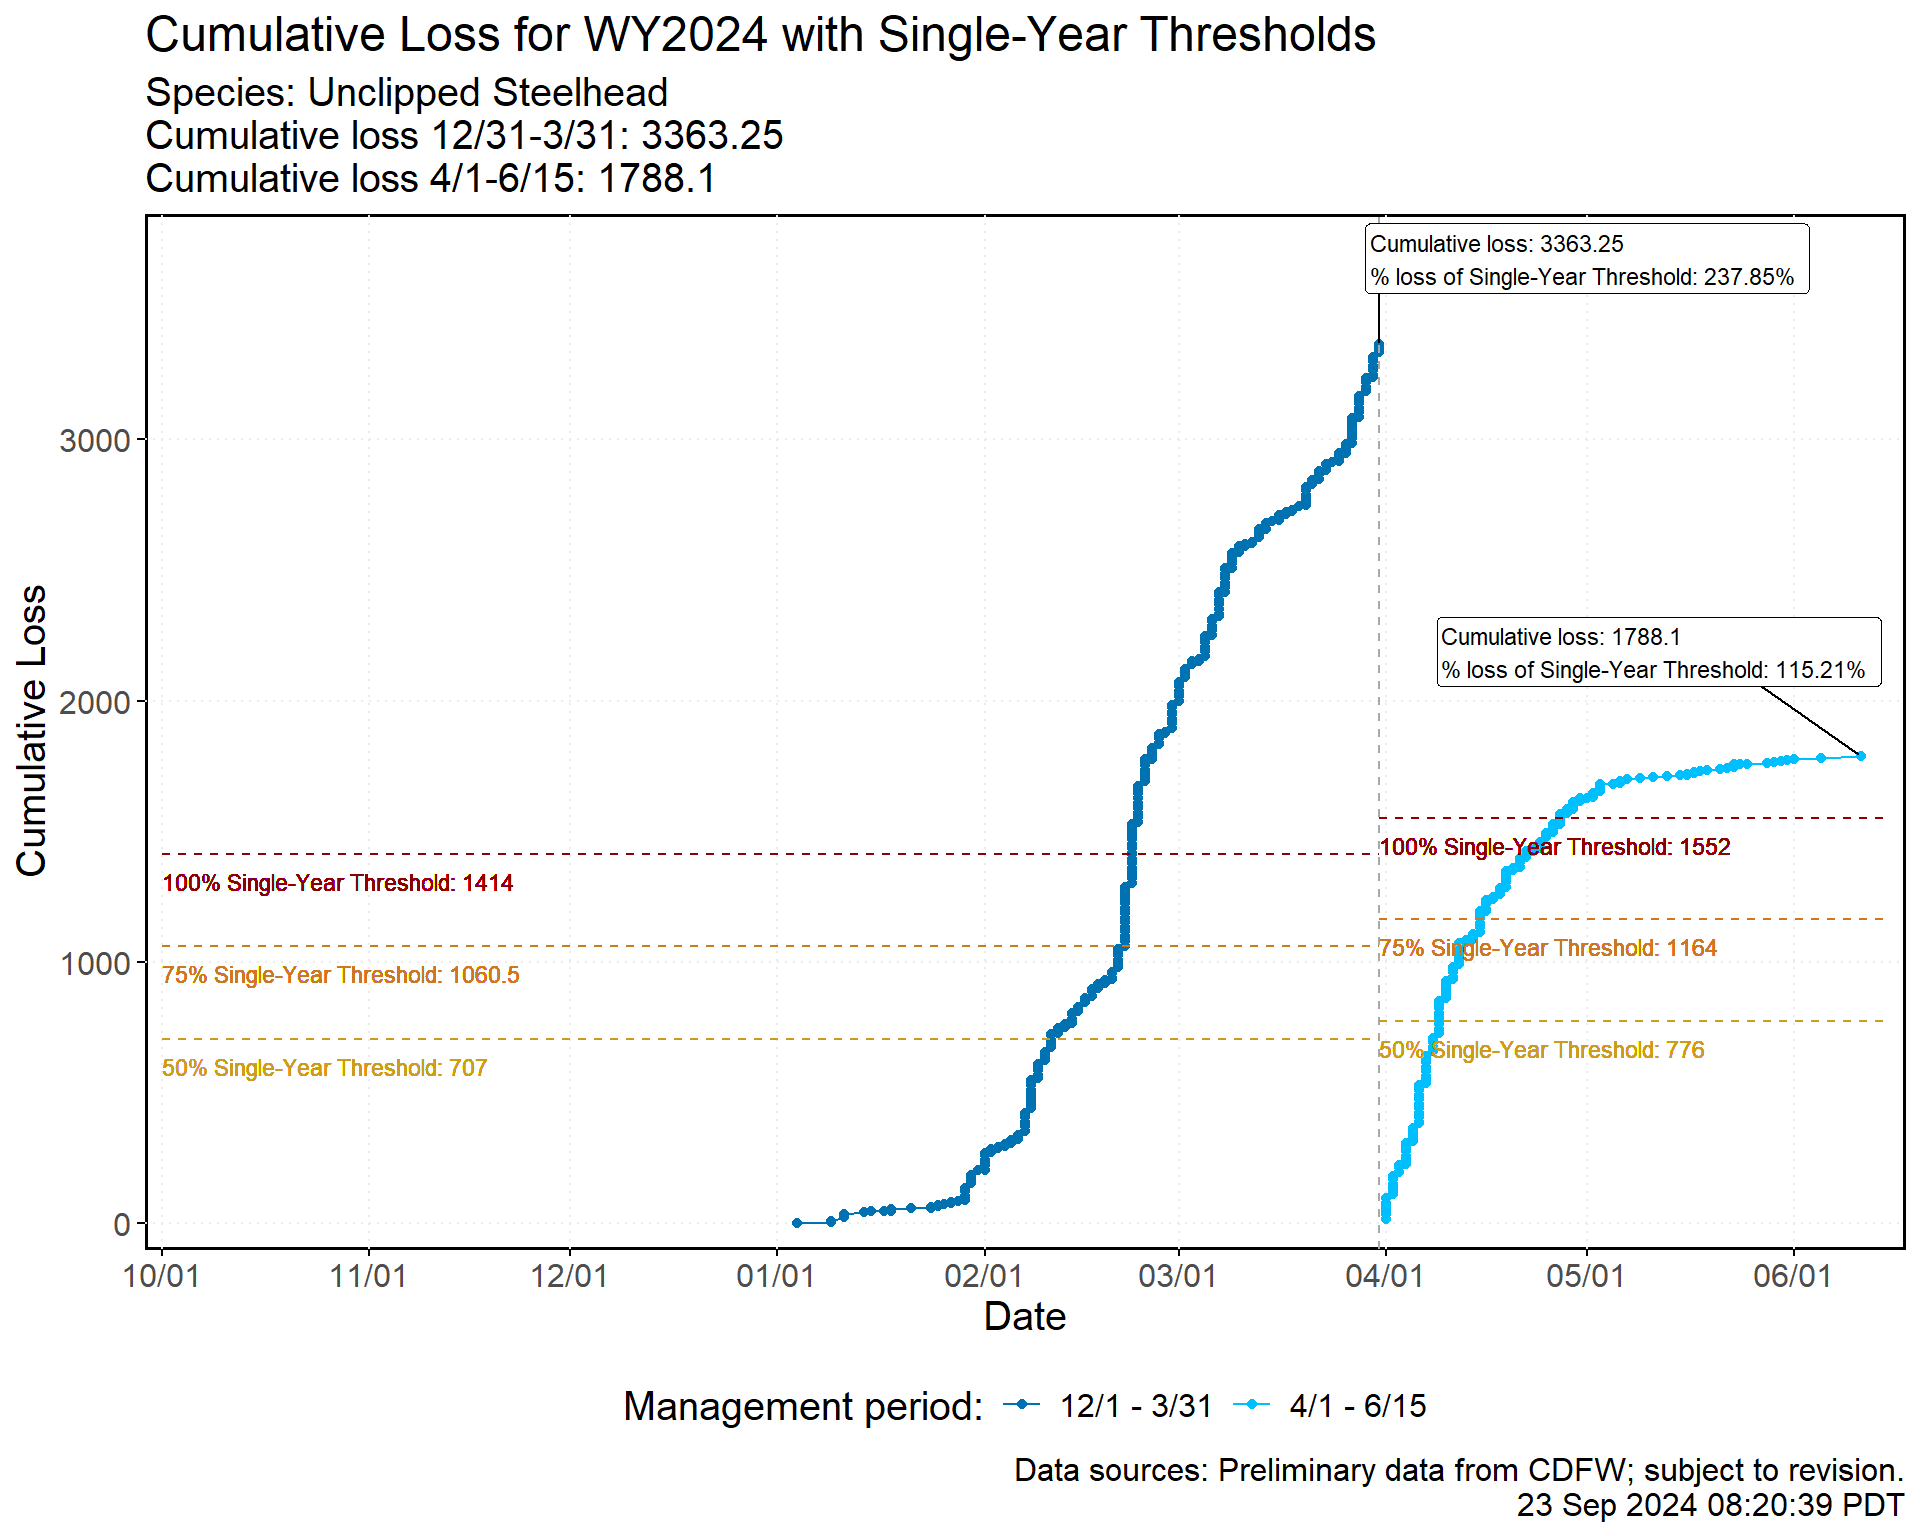 Cumulative Loss for WY2024 with Single-Year Thresholds
Species: Unclipped Steelhead
Cumulative loss 12/31-3/31: 3363.25
Cumulative loss 4/1-6/15: 1788.1
Cumulative loss: 3363.25
% loss of Single-Year Threshold: 237.85%
Cumulative loss: 1788.1
% loss of Single-Year Threshold: 115.21%
100% Single-Year Threshold: 1414
75% Single-Year Threshold: 1060.5
50% Single-Year Threshold: 707
100% Single-Year Threshold: 1552
75% Single-Year Threshold: 1164
50% Single-Year Threshold: 776
Cumulative Loss
3000
2000
1000
0
10/01
11/01
12/01
01/01
02/01
03/01
04/01
05/01
06/01
Date
Management period:
12/1 - 3/31
4/1 - 6/15
Data sources: Preliminary data from CDFW; subject to revision.
23 Sep 2024 08:20:39 PDT